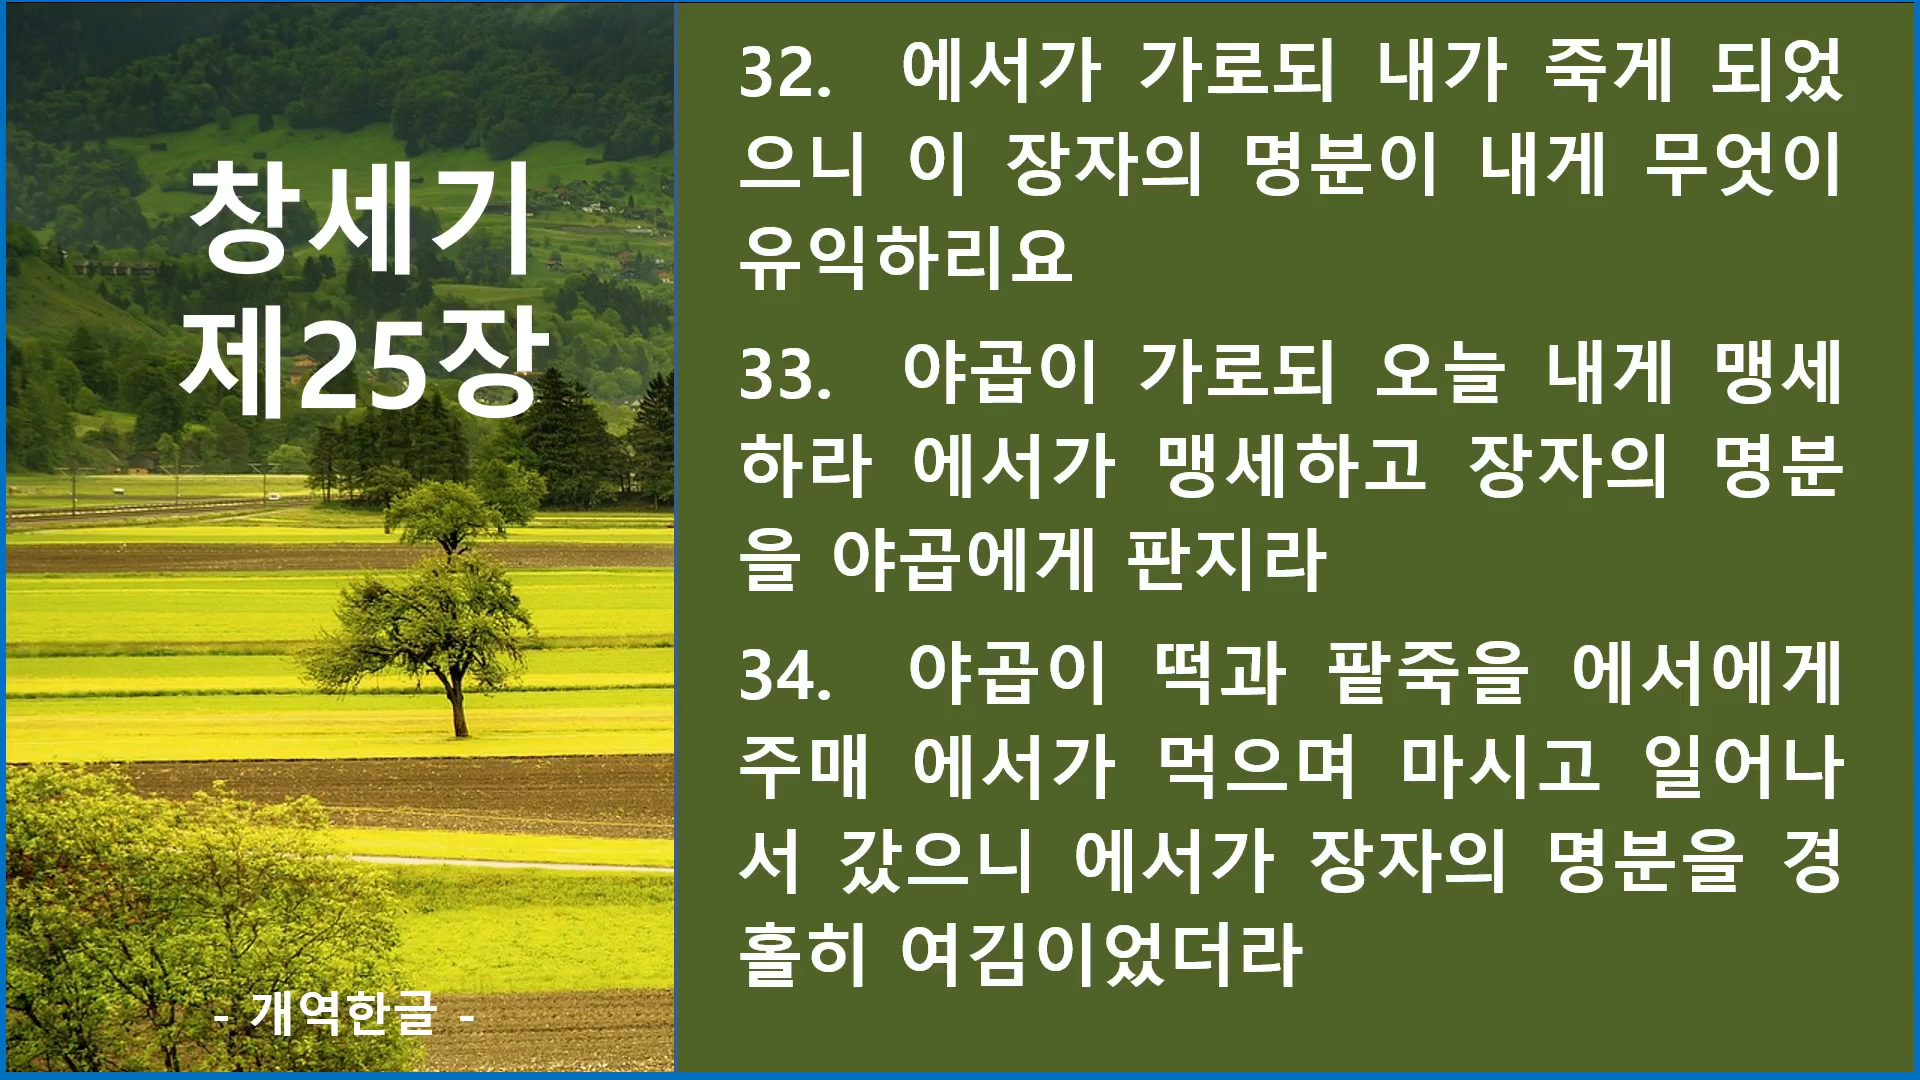 창세기
제25장
- 개역한글 -
32. 에서가 가로되 내가 죽게 되었
으니 이 장자의 명분이 내게 무엇이
유익하리요
33. 야곱이 가로되 오늘 내게 맹세
하라 에서가 맹세하고 장자의 명분
을 야곱에게 판지라
34. 야곱이 떡과 팥죽을 에서에게
주매 에서가 먹으며 마시고 일어나
서 갔으니 에서가 장자의 명분을 경
홀히 여김이었더라